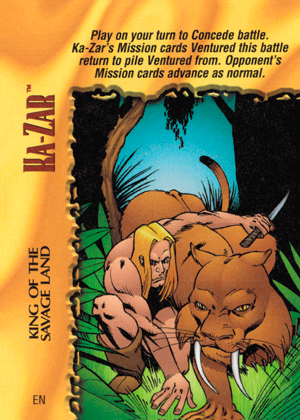 Play on your turn to Concede battle.
Ka-Zar's Mission cards Ventured this battle
return to pile Ventured from. Opponent's
Mission cards advance as normal.
KA-ZAR™
KING OF THE
SAVAGE LAND
EN